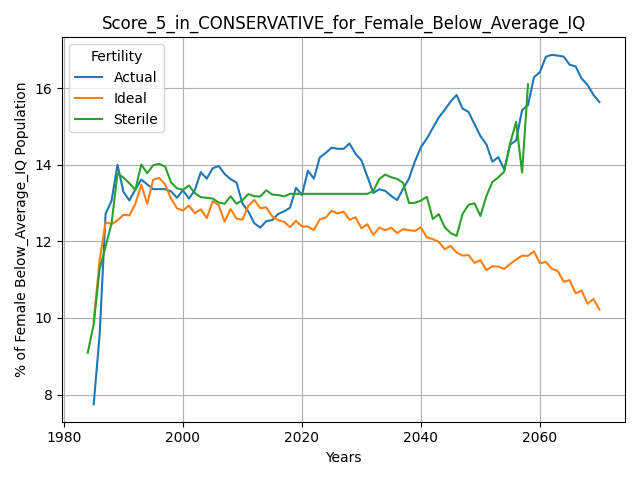 Score_5_in_CONSERVATIVE_for_Female_Below_Average_IQ
Fertility
Actual
Ideal
Sterile
% of Female Below_Average_IQ Population
16
14
12
10
8
1980
2000
2020
2040
2060
Years